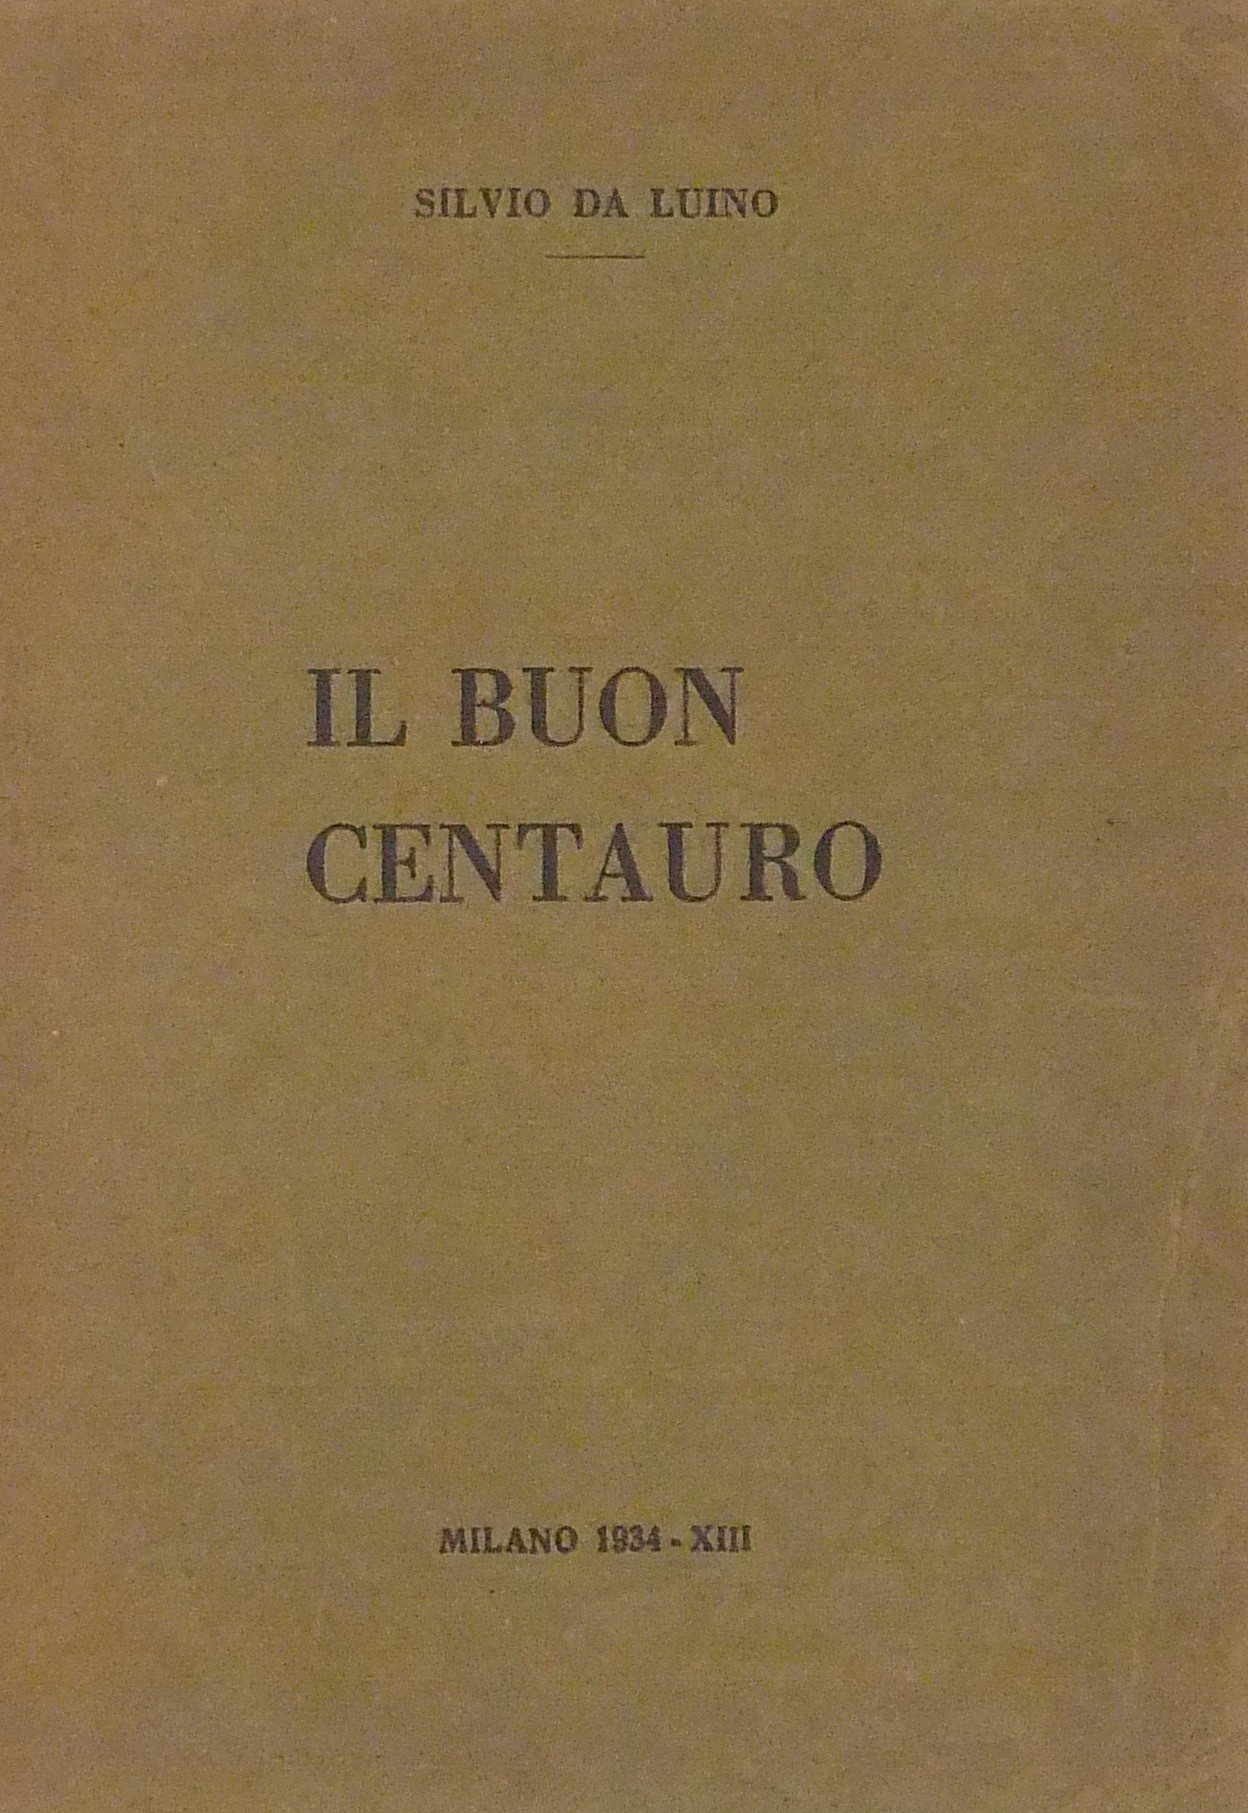 SILVIO DA LUINO
IL BUON
CENTAURO
MILANO 1934 - XIII